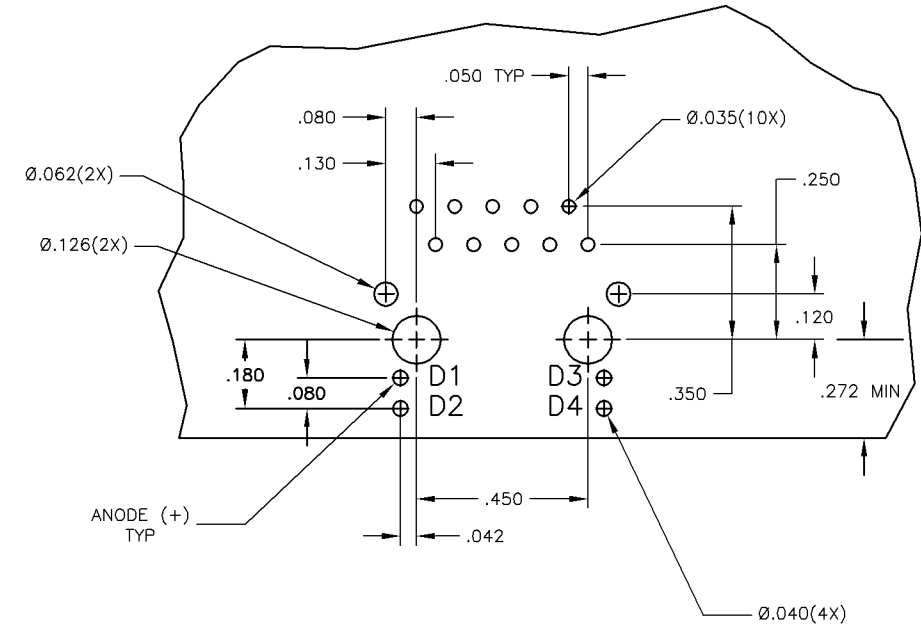 .050 TYP
Ø.035(10X)
.080
.130
Ø.062(2X)
.250
Ø.126(2X)
.120
.180
.080
D1
D3
D2
D4
.350
.272 MIN
.450
ANODE (+)
TYP
.042
Ø.040(4X)